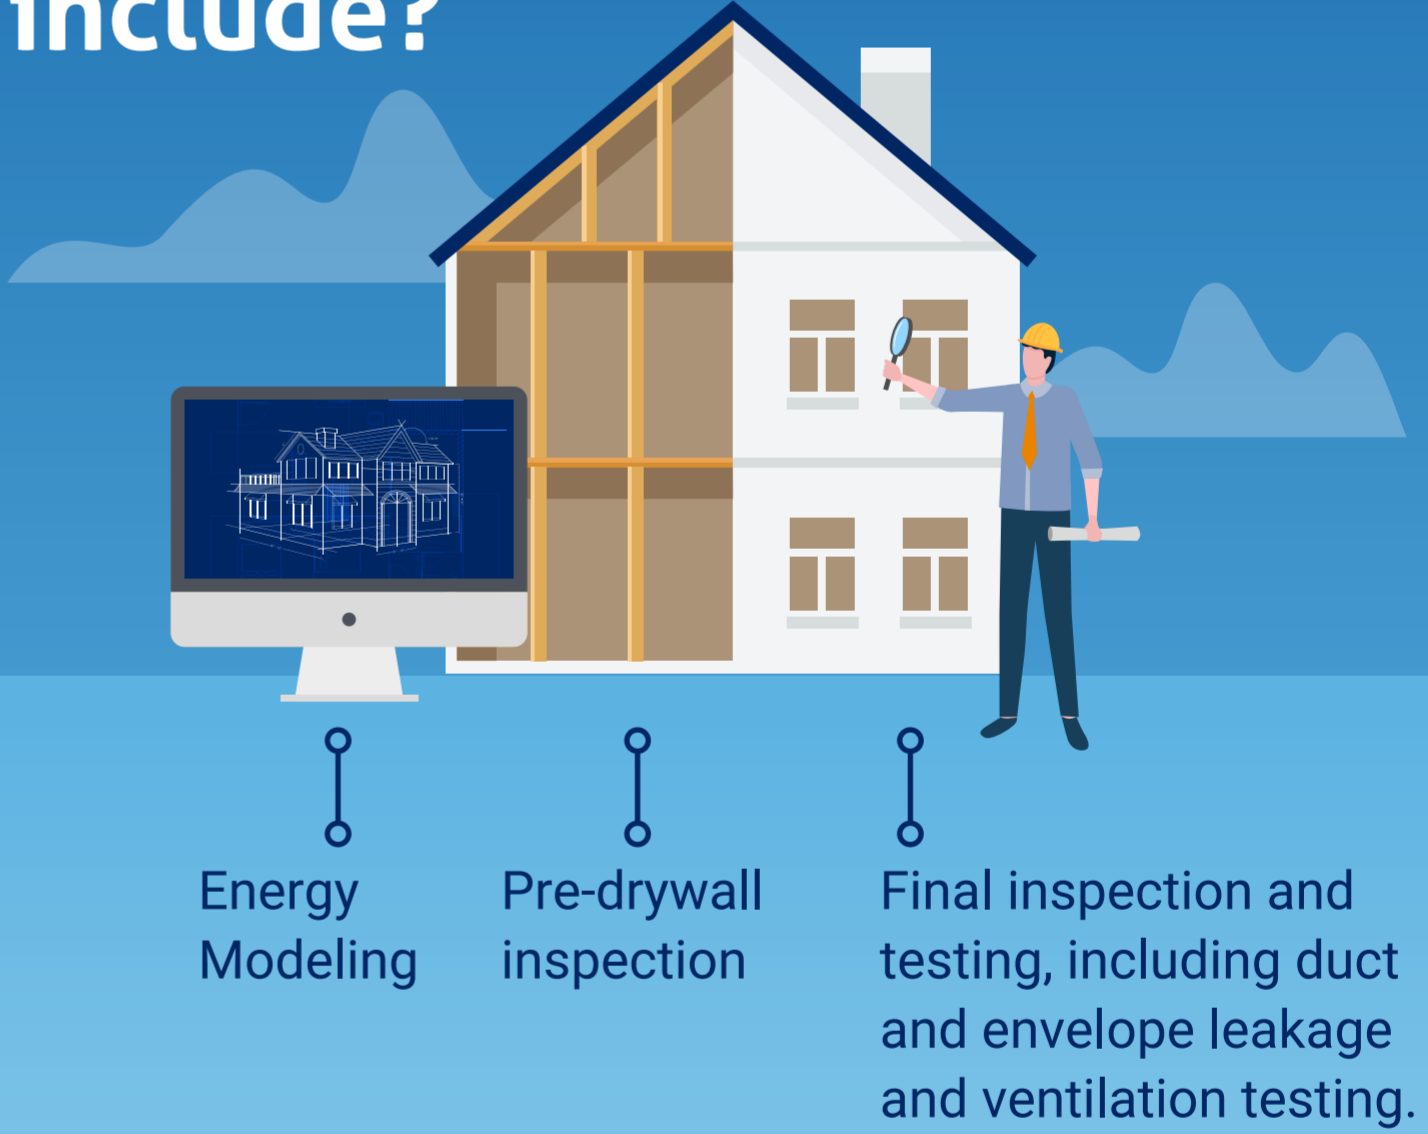 include?
Energy
Modeling
Pre-drywall
inspection
Final inspection and
testing, including duct
and envelope leakage
and ventilation testing.